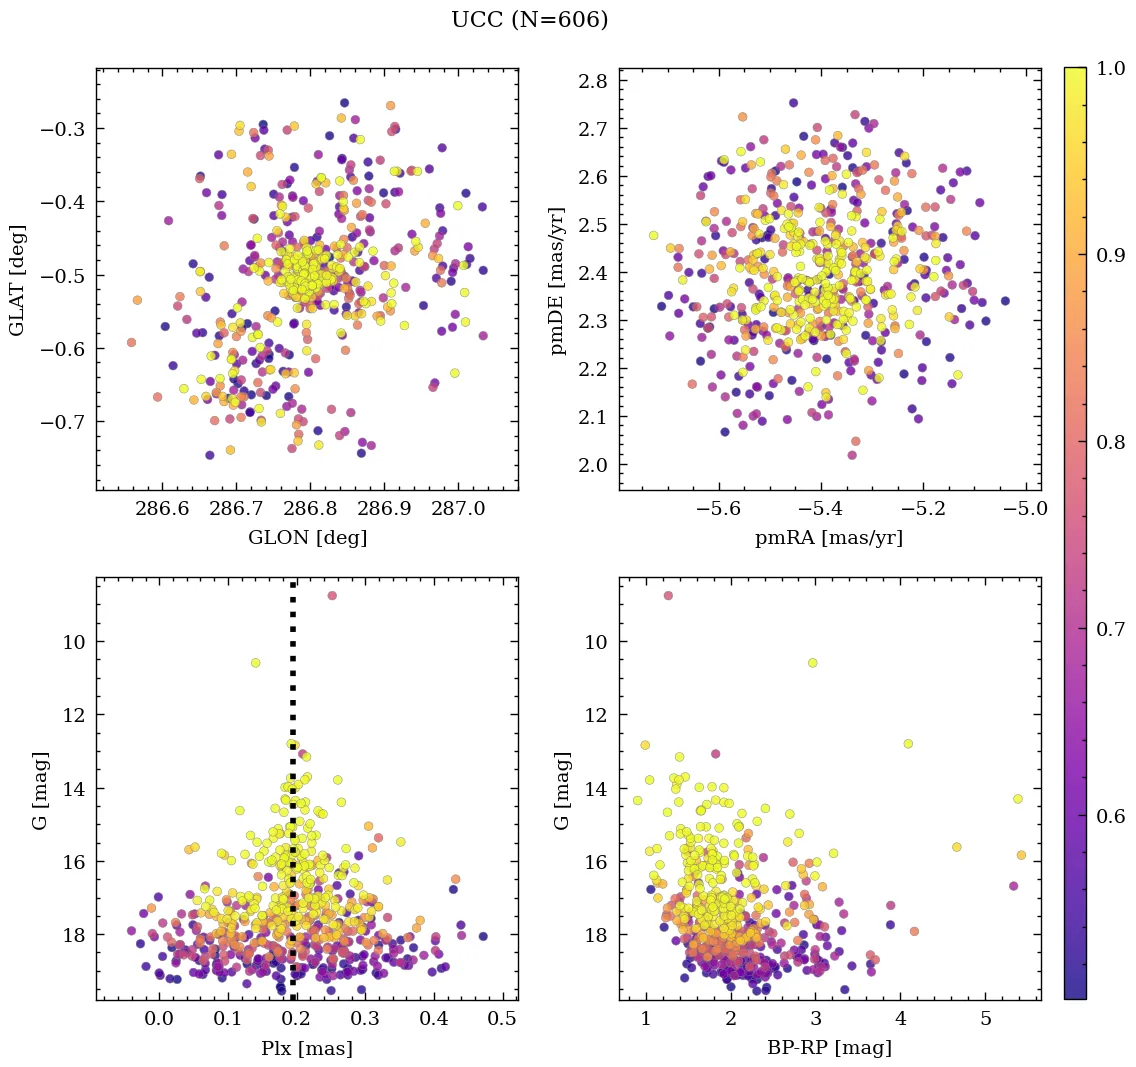 UCC (N=606)
−0.3
−0.4
−0.5
−0.6
−0.7
GLAT [deg]
286.6 286.7 286.8 286.9 287.0
GLON [deg]
2.8
2.7
2.6
2.5
2.4
2.3
2.2
2.1
2.0
pmDE [mas/yr]
−5.6 −5.4 −5.2 −5.0
pmRA [mas/yr]
10
12
14
16
18
G [mag]
0.0 0.1 0.2 0.3 0.4 0.5
Plx [mas]
10
12
14
16
18
G [mag]
1 2 3 4 5
BP-RP [mag]
1.0
0.9
0.8
0.7
0.6